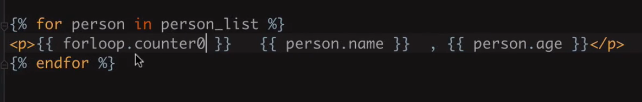 {% for person in person_list %}
<p>{{ forloop.counter0 }}   {{ person.name }}  , {{ person.age }}</p>
{% endfor %}